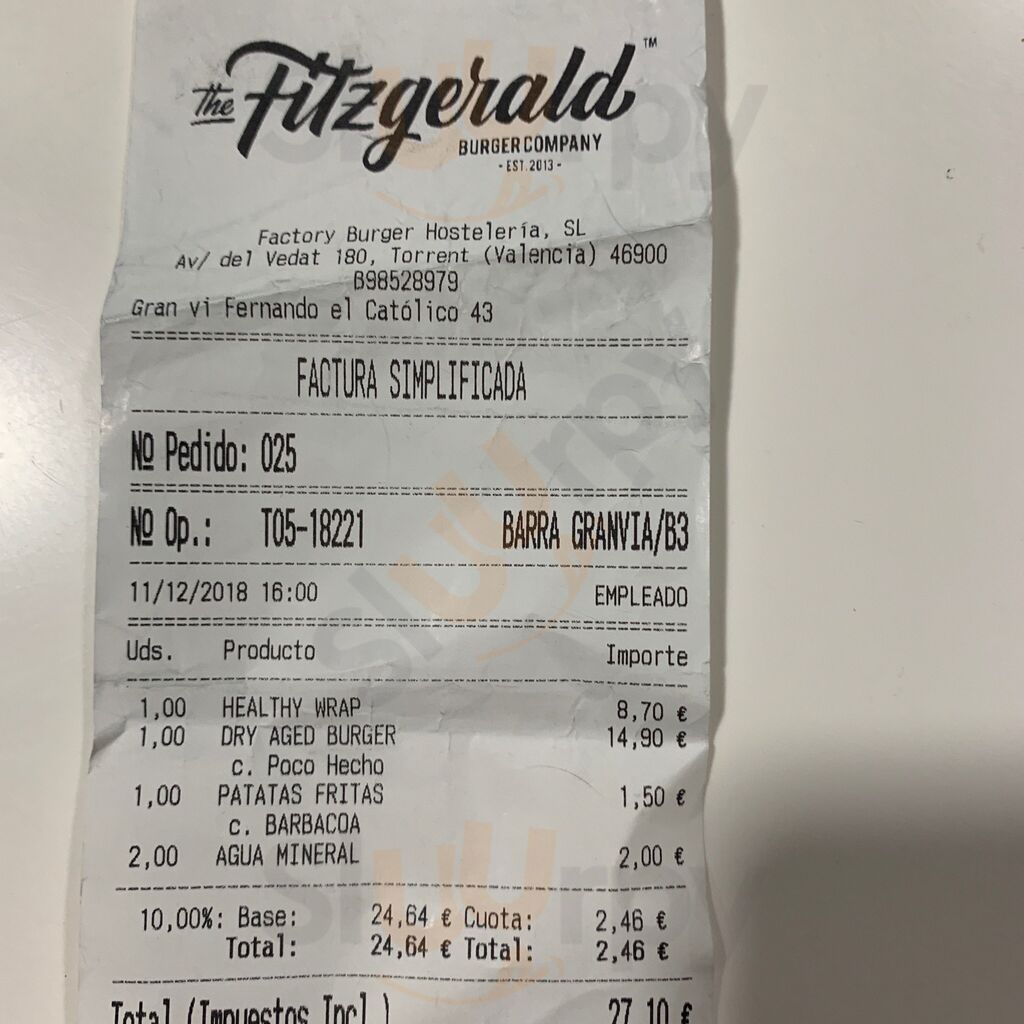 The Fitzgerald™
BURGER COMPANY
- EST. 2013 -
Factory Burger Hostelería, SL
Av/ del Vedat 180, Torrent (Valencia) 46900
B98528979
Gran vi Fernando el Católico 43
FACTURA SIMPLIFICADA
Nº Pedido: 025
Nº Op.: T05-18221 BARRA GRANVIA/B3
11/12/2018 16:00 EMPLEADO
Uds. Producto Importe
1,00 HEALTHY WRAP 8,70 €
1,00 DRY AGED BURGER 14,90 €
c. Poco Hecho
1,00 PATATAS FRITAS 1,50 €
c. BARBACOA
2,00 AGUA MINERAL 2,00 €
10,00%: Base: 24,64 € Cuota: 2,46 €
Total: 24,64 € Total: 2,46 €
Total (Impuestos Incl.) 27,10 €
sluurpy
sluurpy
sluurpy